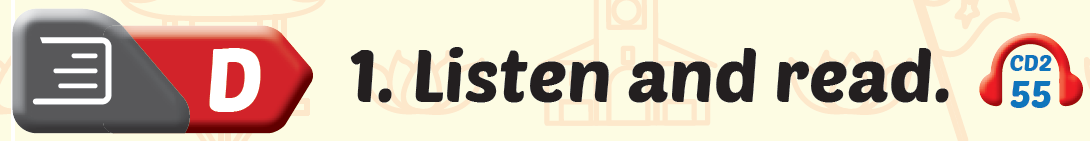 D 1. Listen and read. CD2
55